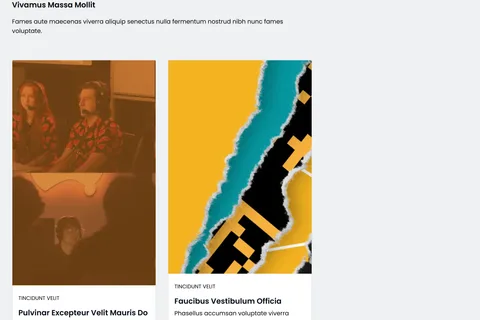 Vivamus Massa Mollit
Fames aute maecenas viverra aliquip senectus nulla fermentum nostrud nibh nunc fames
voluptate.
TINCIDUNT VELIT
Pulvinar Excepteur Velit Mauris Do
TINCIDUNT VELIT
Faucibus Vestibulum Officia
Phasellus accumsan voluptate viverra